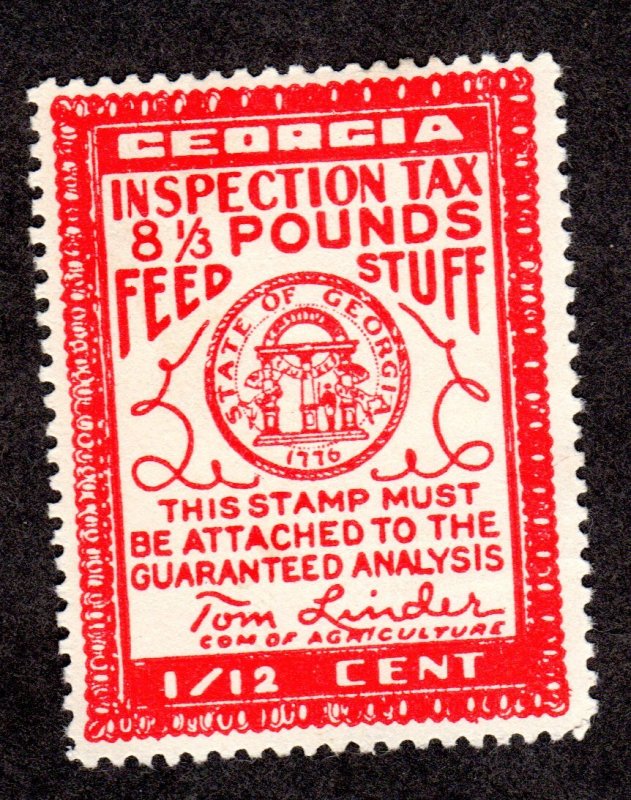 GEORGIA
INSPECTION TAX
8 1/3 POUNDS
FEED STUFF
STATE OF GEORGIA
1776
THIS STAMP MUST
BE ATTACHED TO THE
GUARANTEED ANALYSIS
Tom Linder
COM OF AGRICULTURE
1/12 CENT